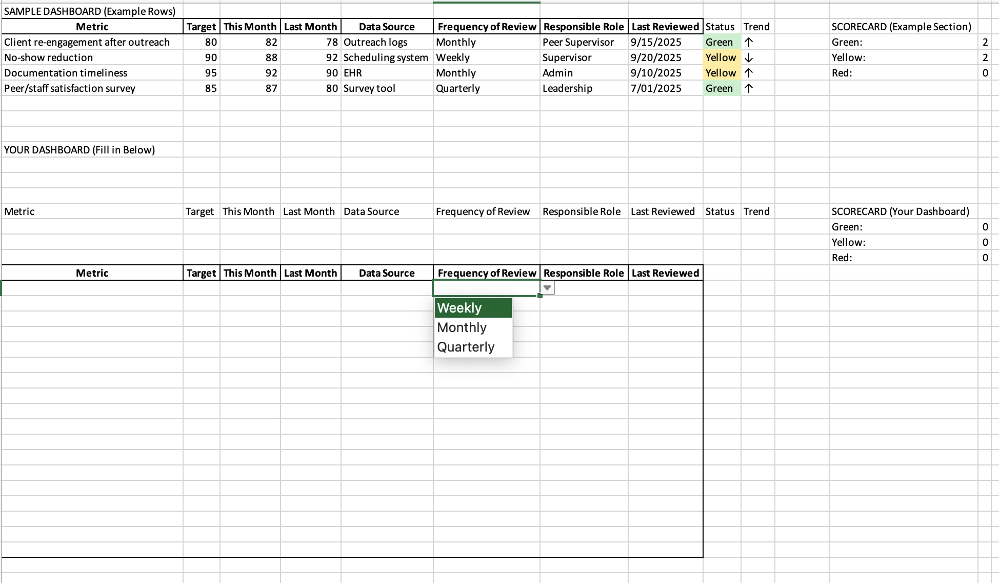 SAMPLE DASHBOARD (Example Rows)
Metric Target This Month Last Month Data Source Frequency of Review Responsible Role Last Reviewed Status Trend SCORECARD (Example Section)
Client re-engagement after outreach 80 82 78 Outreach logs Monthly Peer Supervisor 9/15/2025 Green ↑ Green: 2
No-show reduction 90 88 92 Scheduling system Weekly Supervisor 9/20/2025 Yellow ↓ Yellow: 2
Documentation timeliness 95 92 90 EHR Monthly Admin 9/10/2025 Yellow ↑ Red: 0
Peer/staff satisfaction survey 85 87 80 Survey tool Quarterly Leadership 7/01/2025 Green ↑
YOUR DASHBOARD (Fill in Below)
Metric Target This Month Last Month Data Source Frequency of Review Responsible Role Last Reviewed Status Trend SCORECARD (Your Dashboard)
Green: 0
Yellow: 0
Red: 0
Metric Target This Month Last Month Data Source Frequency of Review Responsible Role Last Reviewed
Weekly
Monthly
Quarterly